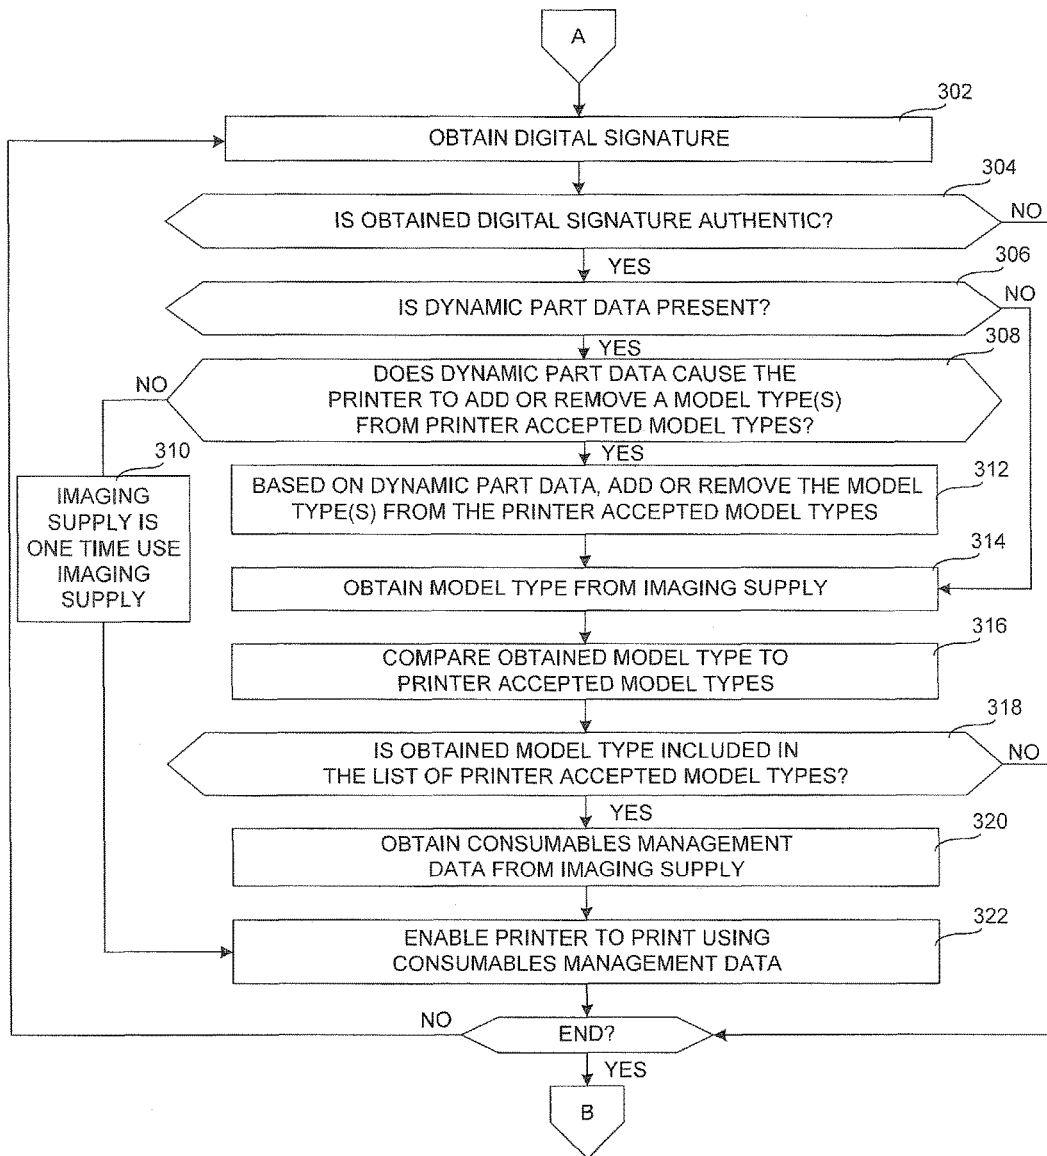 A
302
OBTAIN DIGITAL SIGNATURE
304
IS OBTAINED DIGITAL SIGNATURE AUTHENTIC?
NO
YES
306
IS DYNAMIC PART DATA PRESENT?
NO
YES
308
DOES DYNAMIC PART DATA CAUSE THE
PRINTER TO ADD OR REMOVE A MODEL TYPE(S)
FROM PRINTER ACCEPTED MODEL TYPES?
NO
YES
310
IMAGING
SUPPLY IS
ONE TIME USE
IMAGING
SUPPLY
312
BASED ON DYNAMIC PART DATA, ADD OR REMOVE THE MODEL
TYPE(S) FROM THE PRINTER ACCEPTED MODEL TYPES
314
OBTAIN MODEL TYPE FROM IMAGING SUPPLY
316
COMPARE OBTAINED MODEL TYPE TO
PRINTER ACCEPTED MODEL TYPES
318
IS OBTAINED MODEL TYPE INCLUDED IN
THE LIST OF PRINTER ACCEPTED MODEL TYPES?
NO
YES
320
OBTAIN CONSUMABLES MANAGEMENT
DATA FROM IMAGING SUPPLY
322
ENABLE PRINTER TO PRINT USING
CONSUMABLES MANAGEMENT DATA
NO
END?
YES
B